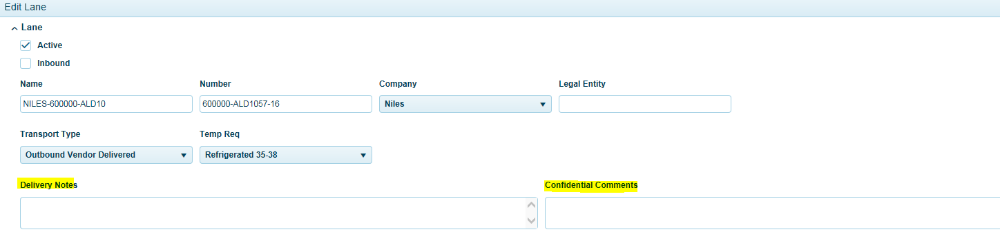 Edit Lane
Lane
Active
Inbound
Name Number Company Legal Entity
NILES-600000-ALD10 600000-ALD1057-16 Niles
Transport Type Temp Req
Outbound Vendor Delivered Refrigerated 35-38
Delivery Notes Confidential Comments